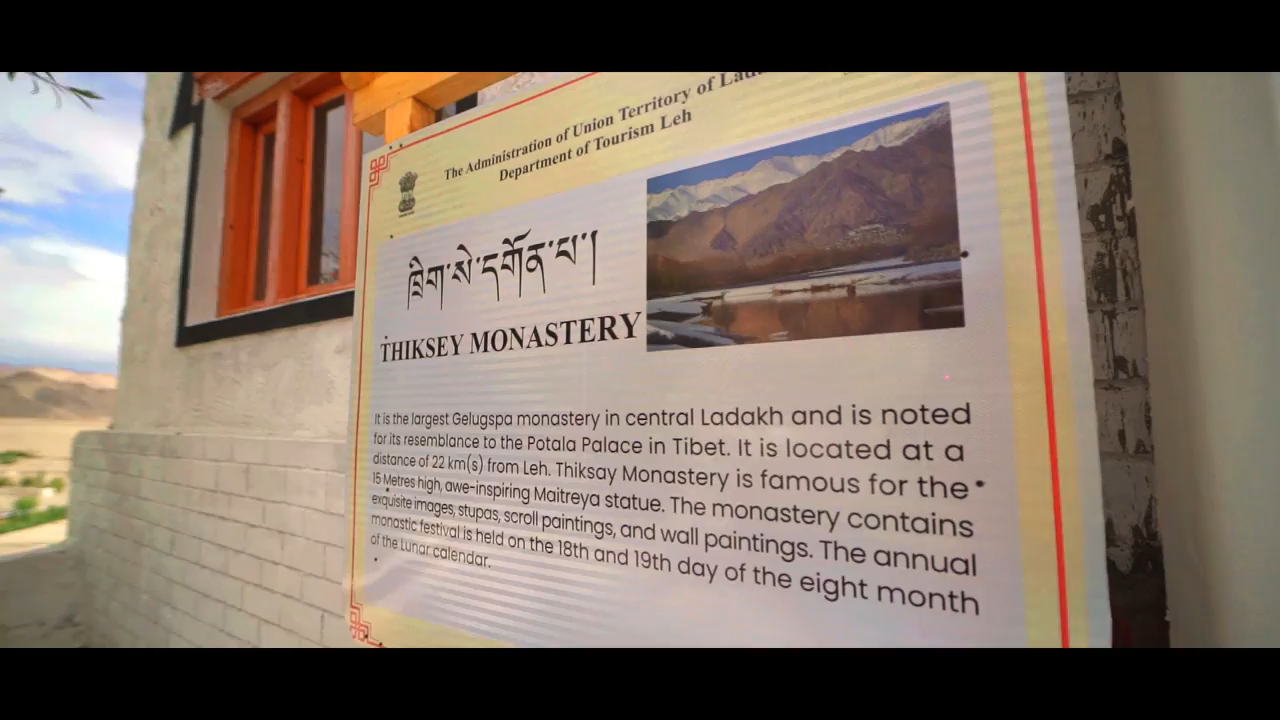 The Administration of Union Territory of
Department of Tourism Leh
ཁྲིག་སེ་དགོན་པ་།
THIKSEY MONASTERY
It is the largest Gelugspa monastery in central Ladakh and is noted
for its resemblance to the Potala Palace in Tibet. It is located at a
distance of 22 km(s) from Leh. Thiksay Monastery is famous for the
15 Metres high, awe-inspiring Maitreya statue. The monastery contains
exquisite images, stupas, scroll paintings, and wall paintings. The annual
monastic festival is held on the 18th and 19th day of the eight month
of the Lunar calendar.